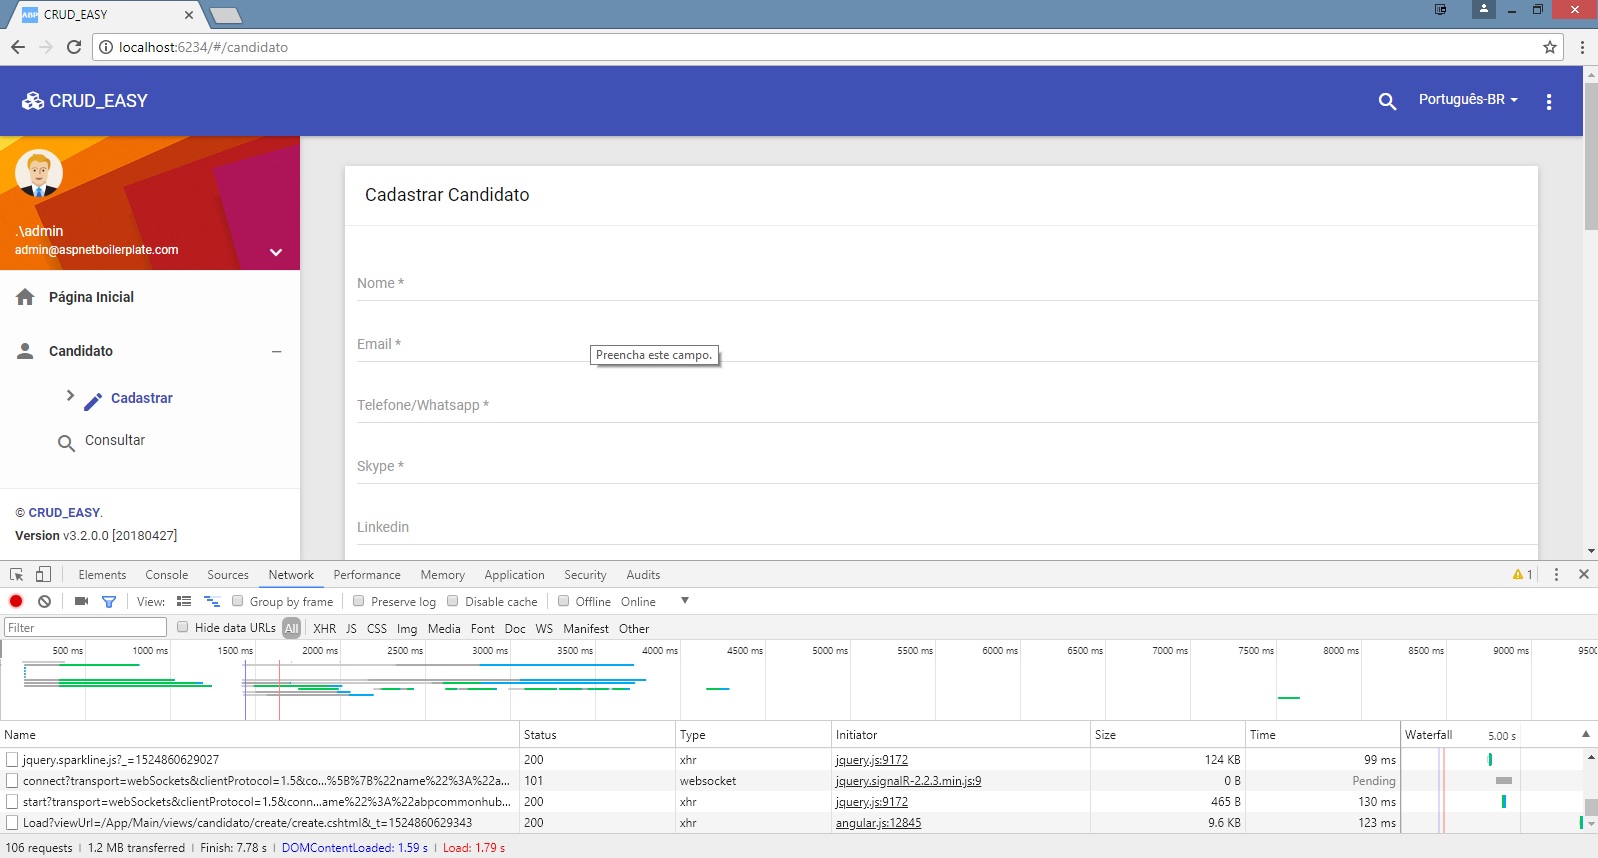 CRUD_EASY
localhost:6234/#/candidato
CRUD_EASY
Português-BR
.\admin
admin@aspnetboilerplate.com
Página Inicial
Candidato
Cadastrar
Consultar
© CRUD_EASY.
Version v3.2.0.0 [20180427]
Cadastrar Candidato
Nome *
Email *
Preencha este campo.
Telefone/Whatsapp *
Skype *
Linkedin
Elements Console Sources Network Performance Memory Application Security Audits 1
View: Group by frame Preserve log Disable cache Offline Online
Filter Hide data URLs All XHR JS CSS Img Media Font Doc WS Manifest Other
500 ms 1000 ms 1500 ms 2000 ms 2500 ms 3000 ms 3500 ms 4000 ms 4500 ms 5000 ms 5500 ms 6000 ms 6500 ms 7000 ms 7500 ms 8000 ms 8500 ms 9000 ms 9500
Name Status Type Initiator Size Time Waterfall 5.00 s
jquery.sparkline.js?_=1524860629027 200 xhr jquery.js:9172 124 KB 99 ms
connect?transport=webSockets&clientProtocol=1.5&co...%5B%7B%22name%22%3A%22a... 101 websocket jquery.signalR-2.2.3.min.js:9 0 B Pending
start?transport=webSockets&clientProtocol=1.5&conn...ame%22%3A%22abpcommonhub... 200 xhr jquery.js:9172 465 B 130 ms
Load?viewUrl=/App/Main/views/candidato/create/create.cshtml&_t=1524860629343 200 xhr angular.js:12845 9.6 KB 123 ms
106 requests | 1.2 MB transferred | Finish: 7.78 s | DOMContentLoaded: 1.59 s | Load: 1.79 s